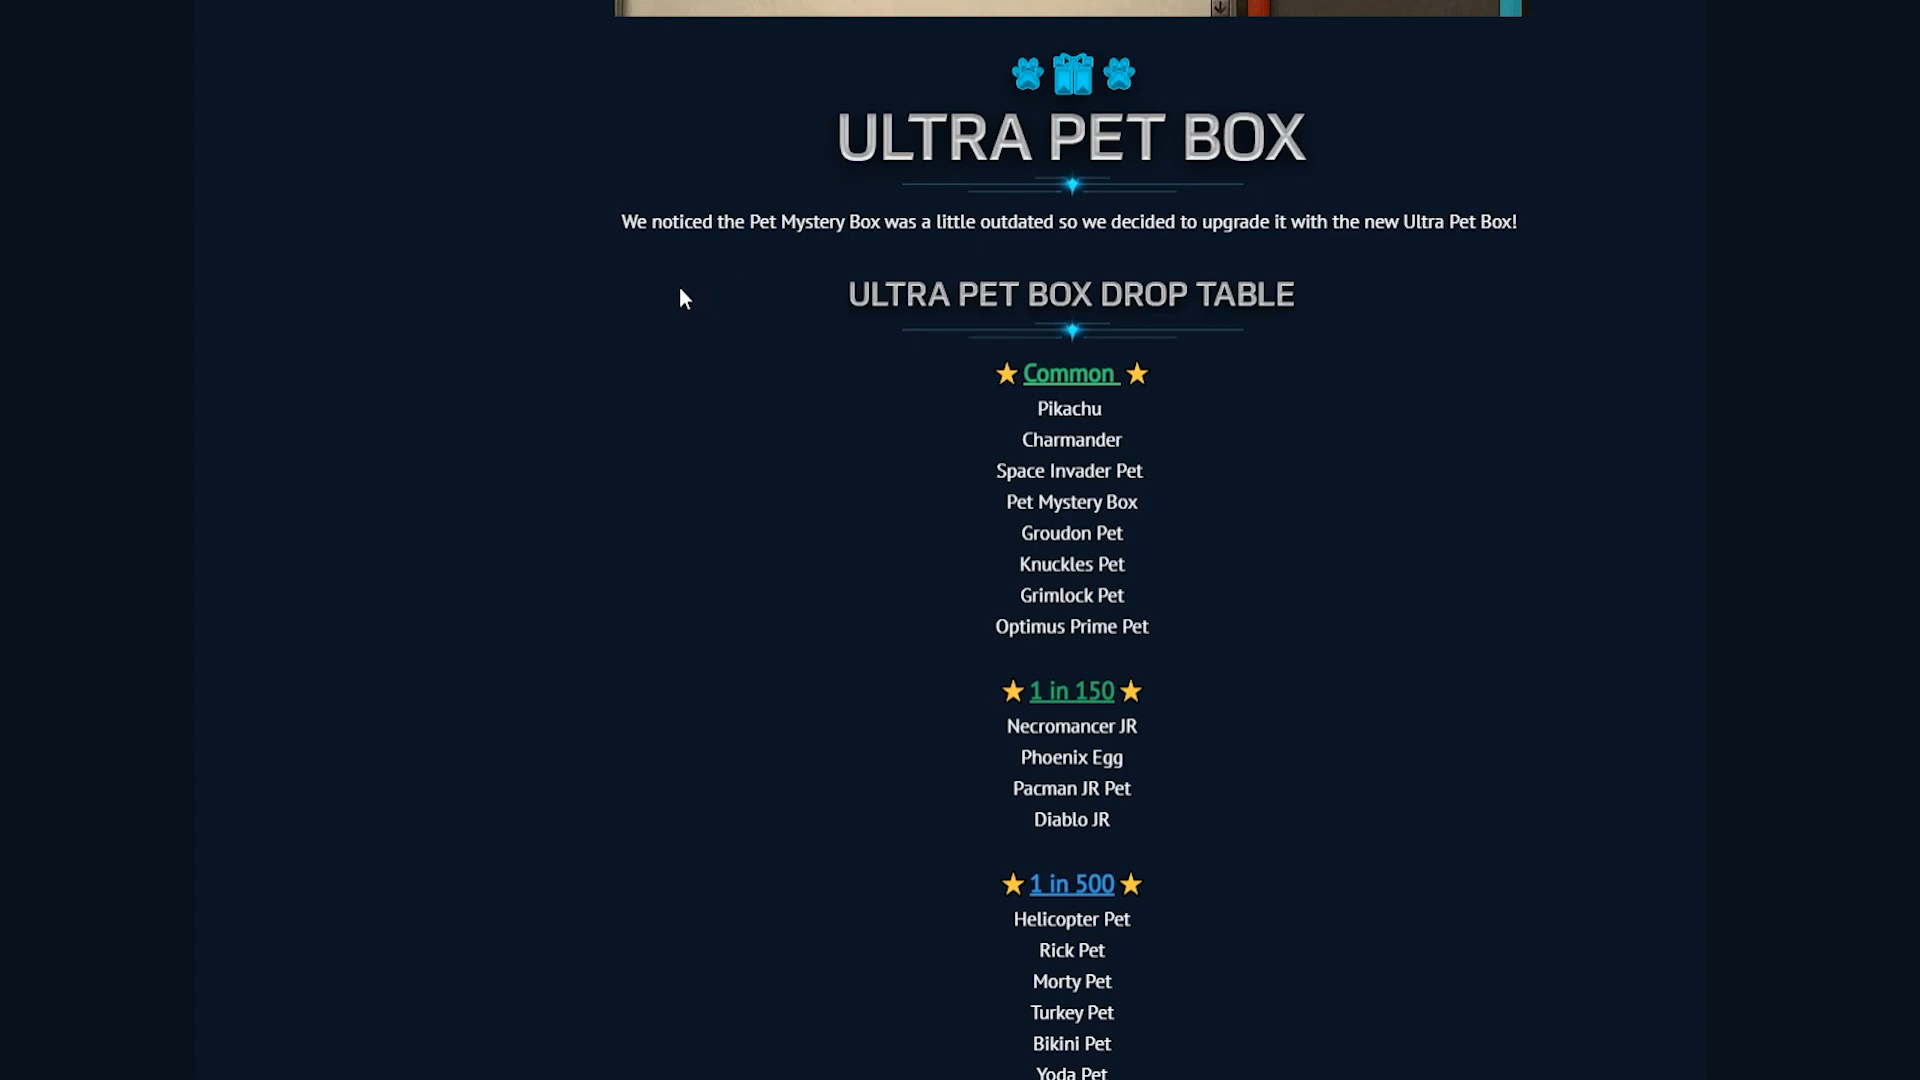 ULTRA PET BOX
We noticed the Pet Mystery Box was a little outdated so we decided to upgrade it with the new Ultra Pet Box!
ULTRA PET BOX DROP TABLE
Common
Pikachu
Charmander
Space Invader Pet
Pet Mystery Box
Groudon Pet
Knuckles Pet
Grimlock Pet
Optimus Prime Pet
1 in 150
Necromancer JR
Phoenix Egg
Pacman JR Pet
Diablo JR
1 in 500
Helicopter Pet
Rick Pet
Morty Pet
Turkey Pet
Bikini Pet
Yoda Pet